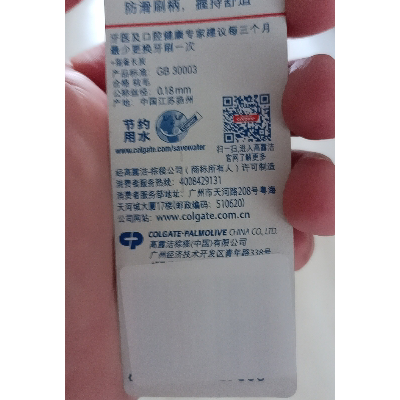 防滑刷柄，握持舒适
牙医及口腔健康专家建议每三个月
最少更换牙刷一次
产品标准: GB 30003
公称丝径: 0.18mm
产地 中国江苏扬州
节约
用水
www.colgate.com/savewater
扫一扫,进入高露洁
官网了解更多
经高露洁-棕榄公司（商标所有人）许可制造
消费者服务热线: 4008429131
消费者服务地址: 广州市天河路208号粤海
天河城大厦17楼(邮政编码: 510620)
公司网站: www.colgate.com.cn
CP COLGATE-PALMOLIVE CHINA CO., LTD.
高露洁棕榄(中国)有限公司
广州经济技术开发区青年路338号